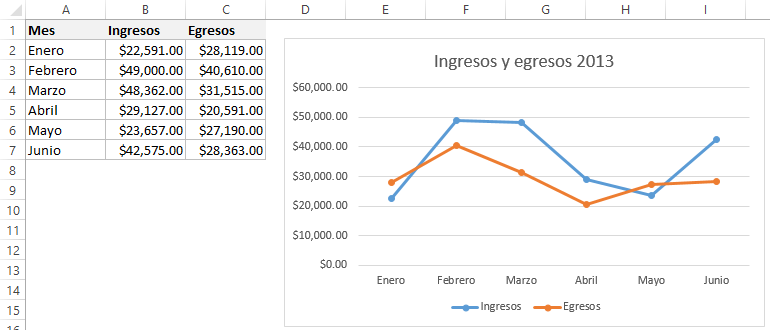 A B C D E F G H I
1 Mes Ingresos Egresos
2 Enero $22,591.00 $28,119.00
3 Febrero $49,000.00 $40,610.00
4 Marzo $48,362.00 $31,515.00
5 Abril $29,127.00 $20,591.00
6 Mayo $23,657.00 $27,190.00
7 Junio $42,575.00 $28,363.00
8
9
10
11
12
13
14
15
16
Ingresos y egresos 2013
$60,000.00
$50,000.00
$40,000.00
$30,000.00
$20,000.00
$10,000.00
$0.00
Enero Febrero Marzo Abril Mayo Junio
Ingresos Egresos